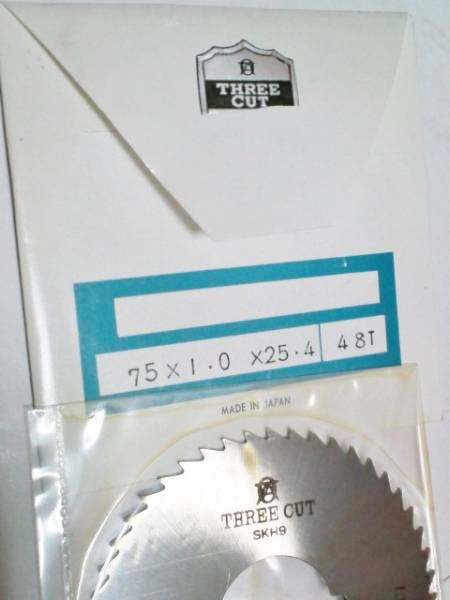 THREE
CUT
75×1.0 ×25.4 48T
MADE IN JAPAN
THREE CUT
SKH9